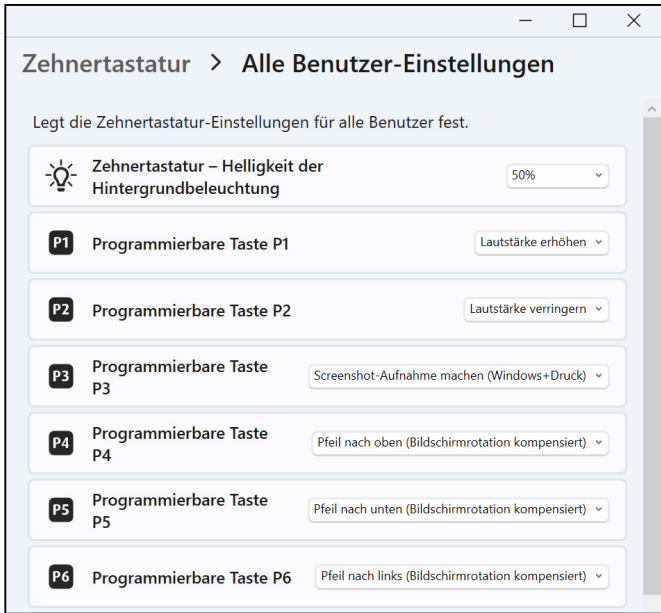 Zehnertastatur > Alle Benutzer-Einstellungen
Legt die Zehnertastatur-Einstellungen für alle Benutzer fest.
Zehnertastatur – Helligkeit der
Hintergrundbeleuchtung
50%
P1 Programmierbare Taste P1 Lautstärke erhöhen
P2 Programmierbare Taste P2 Lautstärke verringern
P3 Programmierbare Taste
P3
Screenshot-Aufnahme machen (Windows+Druck)
P4 Programmierbare Taste
P4
Pfeil nach oben (Bildschirmrotation kompensiert)
P5 Programmierbare Taste
P5
Pfeil nach unten (Bildschirmrotation kompensiert)
P6 Programmierbare Taste P6 Pfeil nach links (Bildschirmrotation kompensiert)